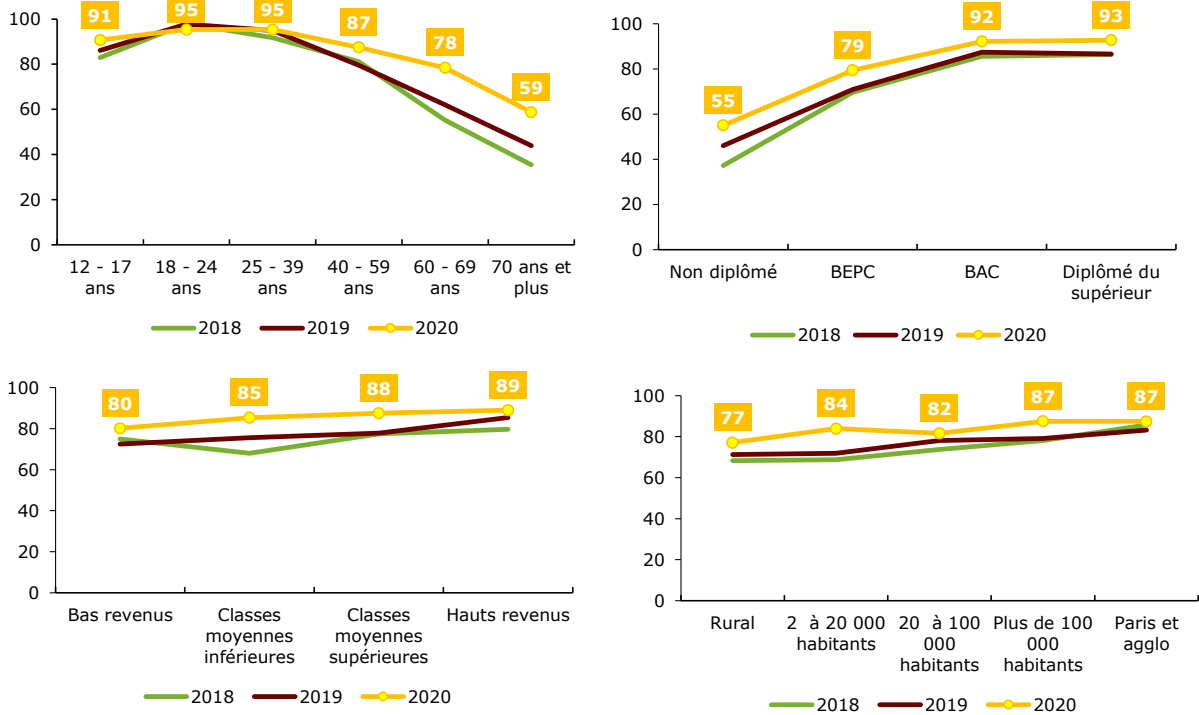 91
95
95
87
78
59
100
80
60
40
20
0
12 - 17 ans
18 - 24 ans
25 - 39 ans
40 - 59 ans
60 - 69 ans
70 ans et plus
2018
2019
2020
55
79
92
93
100
80
60
40
20
0
Non diplômé
BEPC
BAC
Diplômé du supérieur
2018
2019
2020
80
85
88
89
100
80
60
40
20
0
Bas revenus
Classes moyennes inférieures
Classes moyennes supérieures
Hauts revenus
2018
2019
2020
77
84
82
87
87
100
80
60
40
20
0
Rural
2 à 20 000 habitants
20 à 100 000 habitants
Plus de 100 000 habitants
Paris et agglo
2018
2019
2020